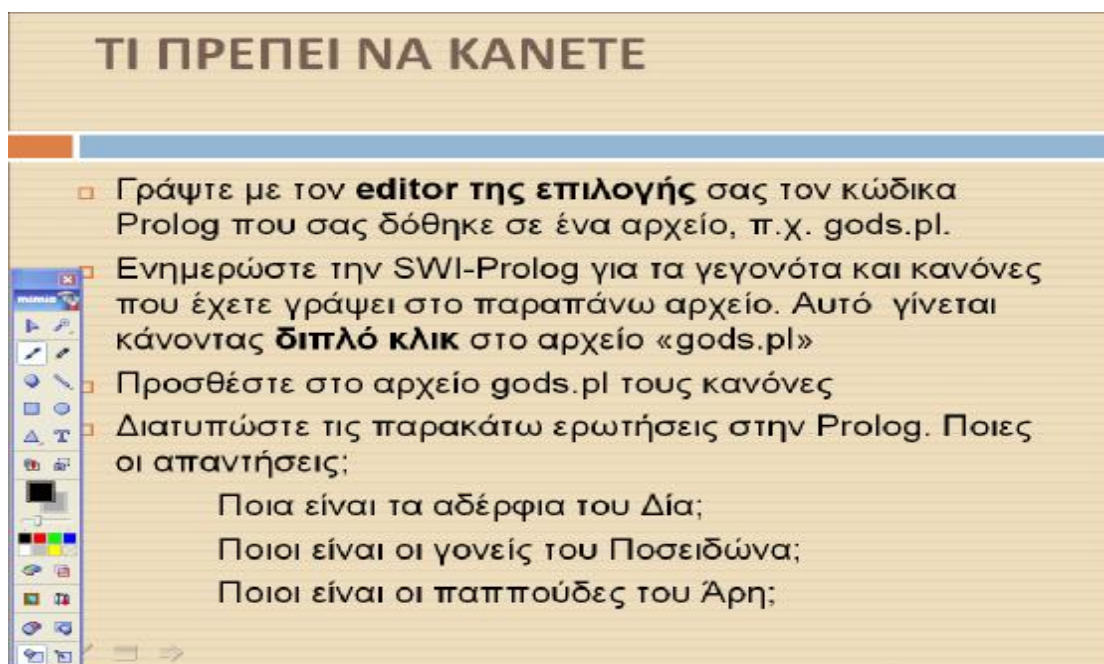 ΤΙ ΠΡΕΠΕΙ ΝΑ ΚΑΝΕΤΕ
Γράψτε με τον editor της επιλογής σας τον κώδικα
Prolog που σας δόθηκε σε ένα αρχείο, π.χ. gods.pl.
Ενημερώστε την SWI-Prolog για τα γεγονότα και κανόνες
που έχετε γράψει στο παραπάνω αρχείο. Αυτό γίνεται
κάνοντας διπλό κλικ στο αρχείο «gods.pl»
Προσθέστε στο αρχείο gods.pl τους κανόνες
Διατυπώστε τις παρακάτω ερωτήσεις στην Prolog. Ποιες
οι απαντήσεις;
Ποια είναι τα αδέρφια του Δία;
Ποιοι είναι οι γονείς του Ποσειδώνα;
Ποιοι είναι οι παππούδες του Άρη;
mimio
T